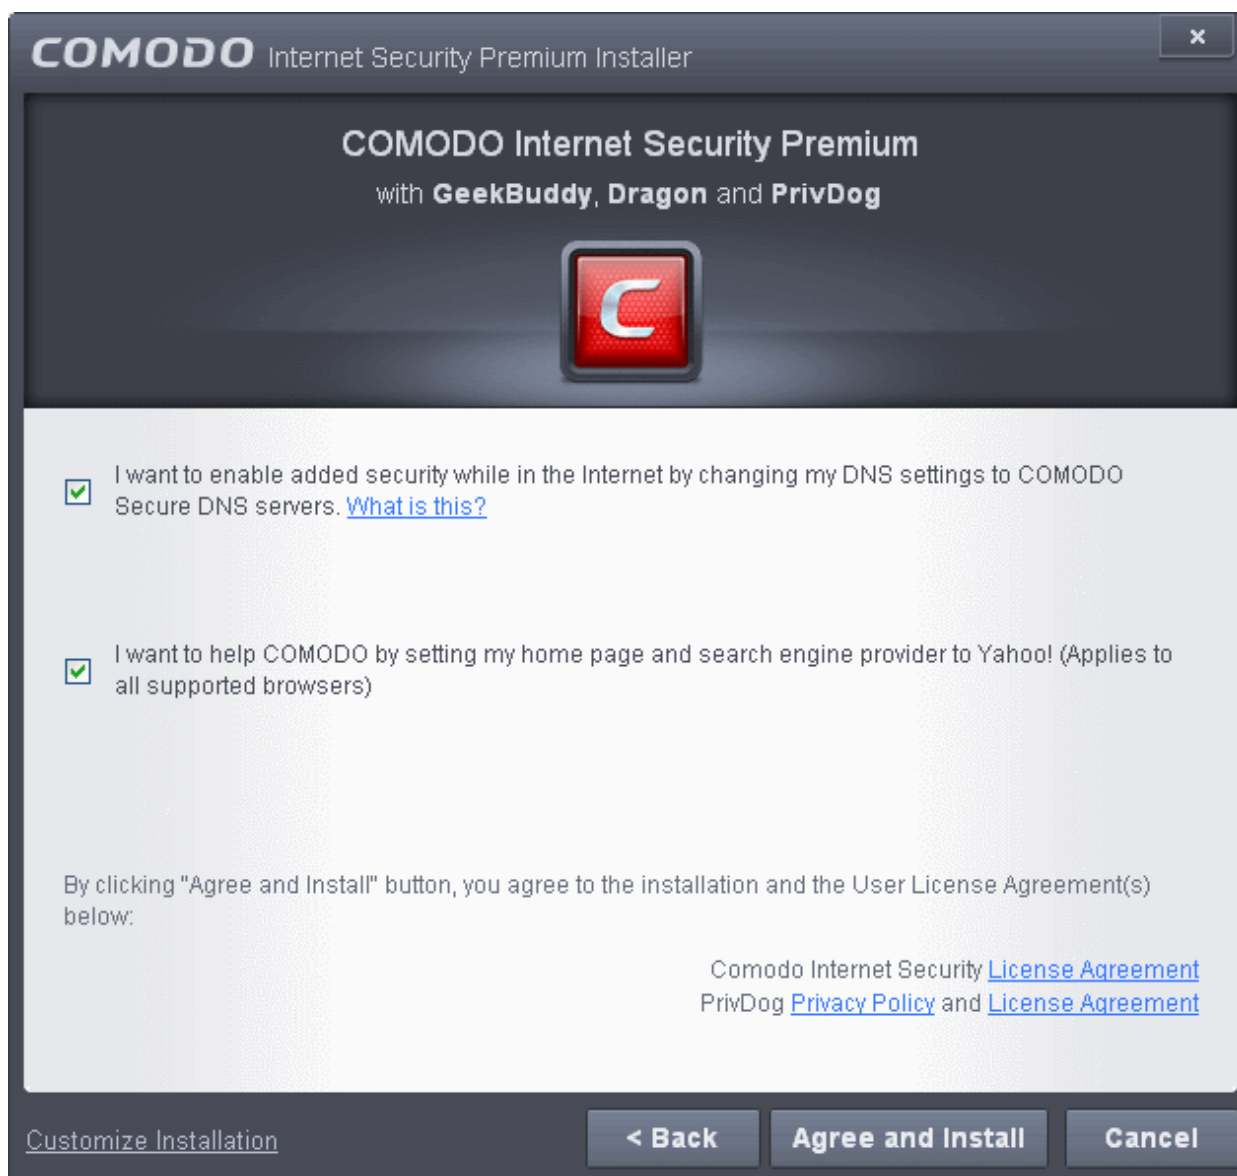 COMODO Internet Security Premium Installer
x
COMODO Internet Security Premium
with GeekBuddy, Dragon and PrivDog
C
I want to enable added security while in the Internet by changing my DNS settings to COMODO
Secure DNS servers. What is this?
I want to help COMODO by setting my home page and search engine provider to Yahoo! (Applies to
all supported browsers)
By clicking "Agree and Install" button, you agree to the installation and the User License Agreement(s)
below:
Comodo Internet Security License Agreement
PrivDog Privacy Policy and License Agreement
Customize Installation
< Back
Agree and Install
Cancel